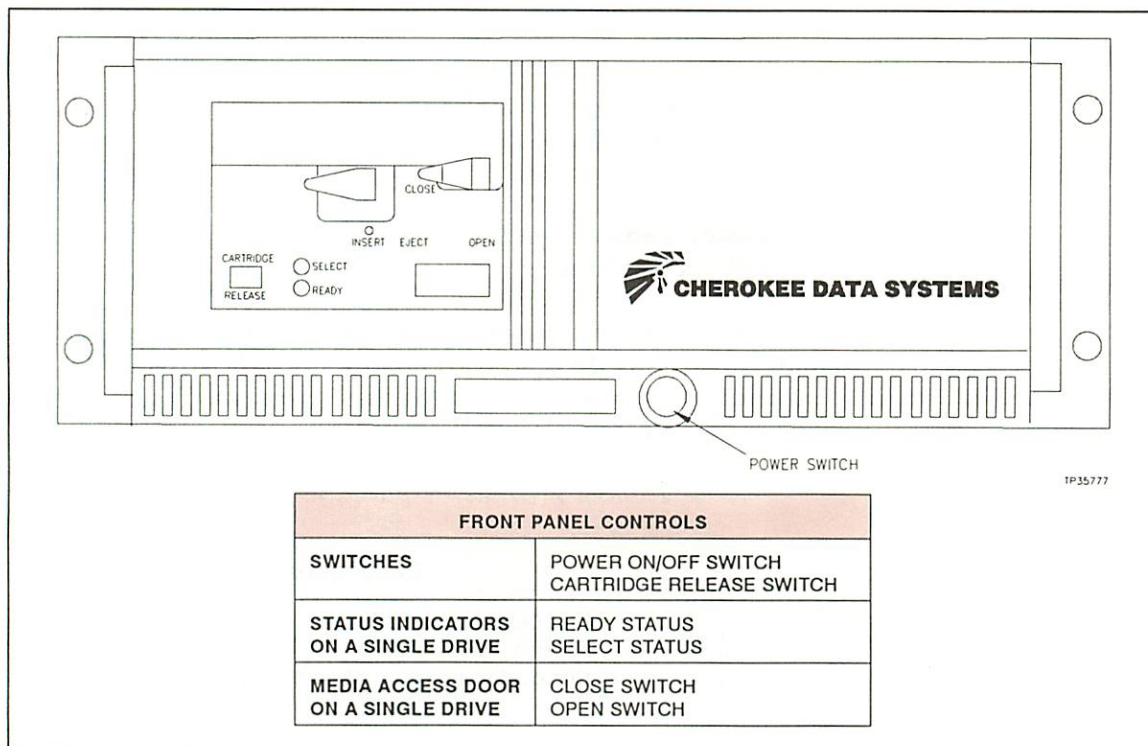 CLOSE
INSERT EJECT OPEN
CARTRIDGE
SELECT
READY
RELEASE
CHEROKEE DATA SYSTEMS
POWER SWITCH
TP35777
FRONT PANEL CONTROLS
SWITCHES POWER ON/OFF SWITCH
CARTRIDGE RELEASE SWITCH
STATUS INDICATORS READY STATUS
ON A SINGLE DRIVE SELECT STATUS
MEDIA ACCESS DOOR CLOSE SWITCH
ON A SINGLE DRIVE OPEN SWITCH